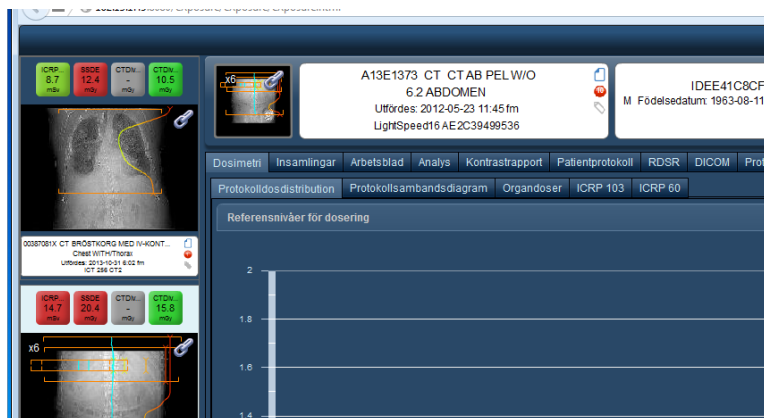 ICRP... SSDE CTDIv... CTDIv...
8.7 12.4 - 10.5
mSv mGy mGy mGy
00387081X CT BRÖSTKORG MED IV-KONT...
Chest WITH/Thorax
Utfördes: 2013-10-31 6:02 fm
ICT 256 CT2
ICRP... SSDE CTDIv... CTDIv...
14.7 20.4 - 15.8
mSv mGy mGy mGy
x6
x6
A13E1373 CT CTAB PEL W/O
6.2 ABDOMEN
Utfördes: 2012-05-23 11:45 fm
LightSpeed16 AE2C39499536
IDEE41C8CF
M Födelsedatum: 1963-08-11
Dosimetri Insamlingar Arbetsblad Analys Kontrastrapport Patientprotokoll RDSR DICOM Prot
Protokolldosdistribution Protokollsambandsdiagram Organdoser ICRP 103 ICRP 60
Referensnivåer för dosering
2
1.8
1.6
1.4